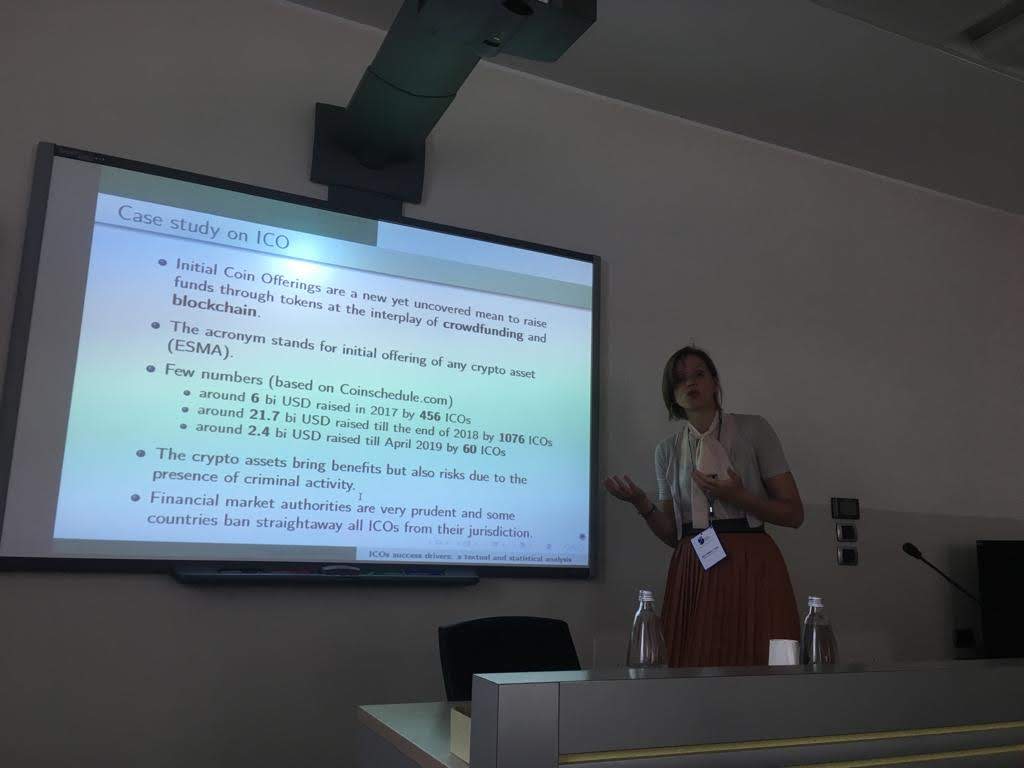 Case study on ICO
Initial Coin Offerings are a new yet uncovered mean to raise
funds through tokens at the interplay of crowdfunding and
blockchain.
The acronym stands for initial offering of any crypto asset
(ESMA).
Few numbers (based on Coinschedule.com)
around 6 bi USD raised in 2017 by 456 ICOs
around 21.7 bi USD raised till the end of 2018 by 1076 ICOs
around 2.4 bi USD raised till April 2019 by 60 ICOs
The crypto assets bring benefits but also risks due to the
presence of criminal activity.
Financial market authorities are very prudent and some
countries ban straightaway all ICOs from their jurisdiction.
ICOs success drivers: a textual and statistical analysis